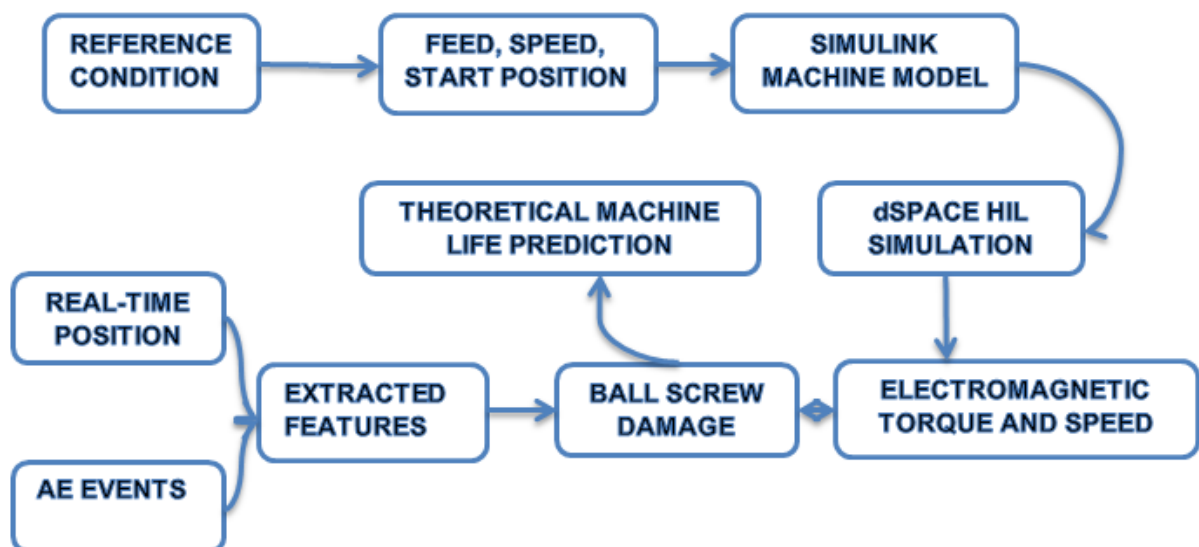 REFERENCE
CONDITION
FEED, SPEED,
START POSITION
SIMULINK
MACHINE MODEL
THEORETICAL MACHINE
LIFE PREDICTION
dSPACE HIL
SIMULATION
REAL-TIME
POSITION
EXTRACTED
FEATURES
BALL SCREW
DAMAGE
ELECTROMAGNETIC
TORQUE AND SPEED
AE EVENTS